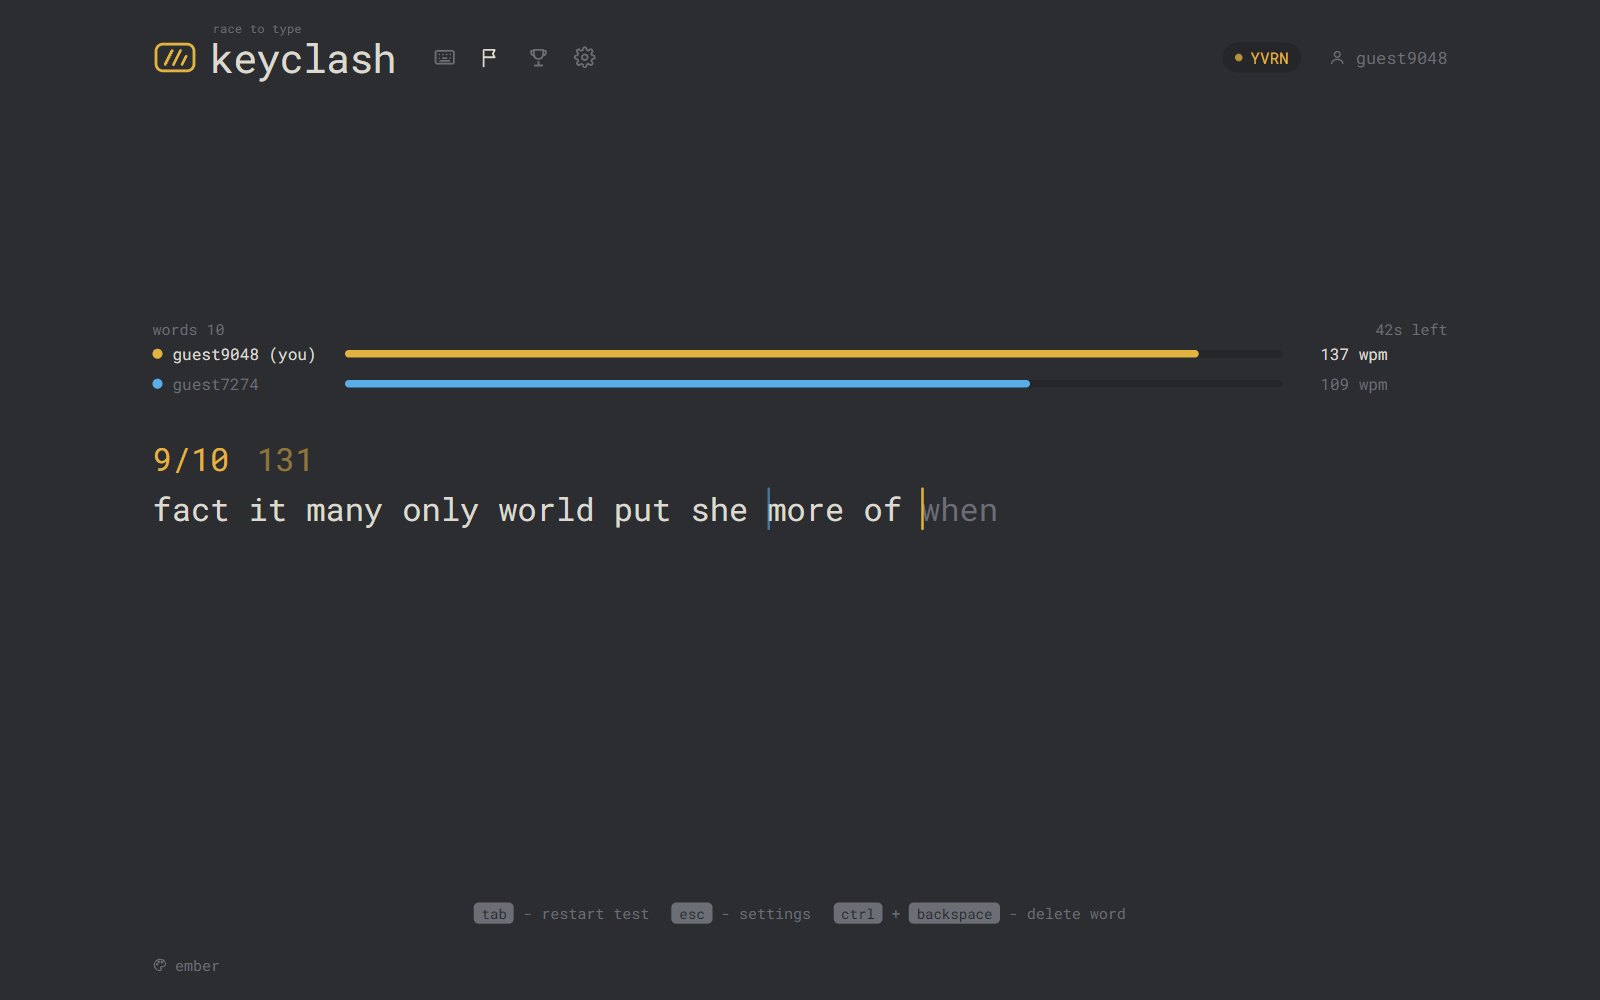 race to type
keyclash
YVRN
guest9048
words 10
42s left
guest9048 (you)
137 wpm
guest7274
109 wpm
9/10 131
fact it many only world put she more of when
tab - restart test esc - settings ctrl + backspace - delete word
ember